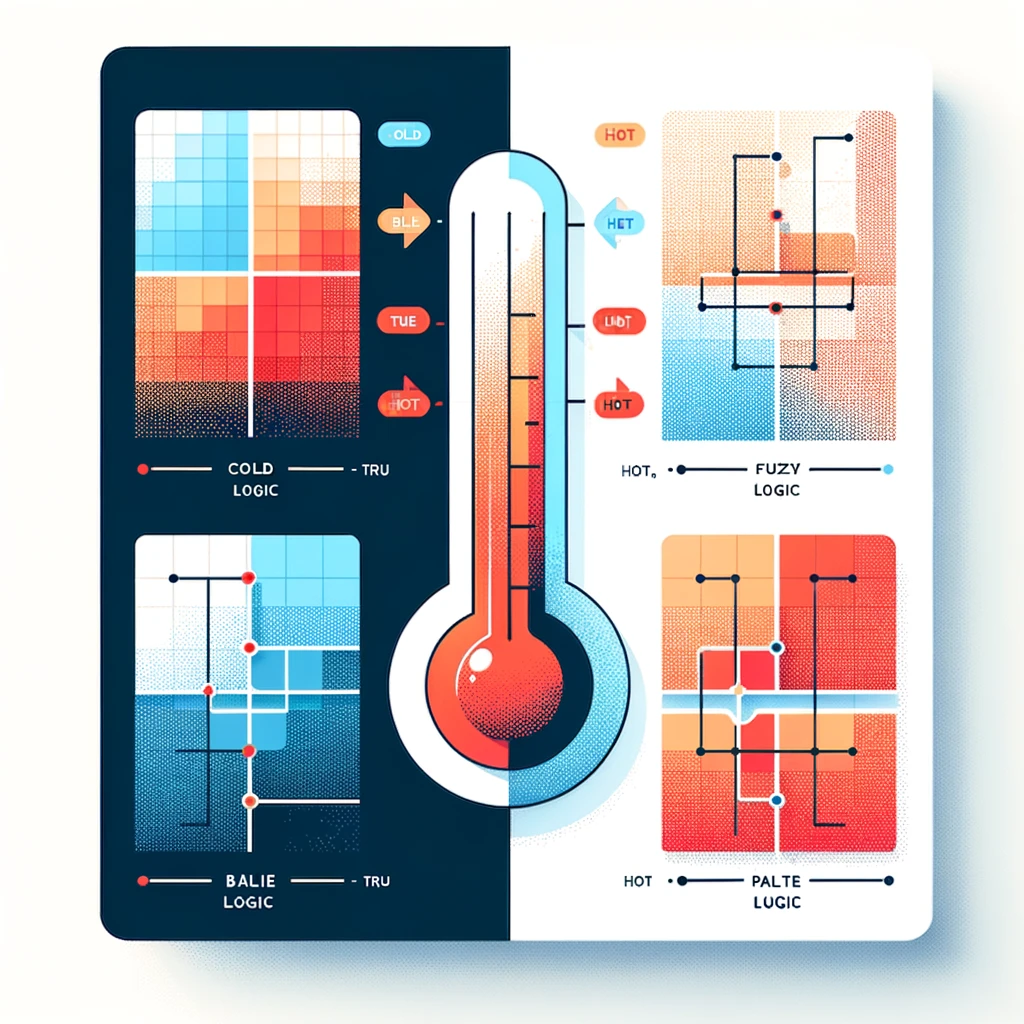 OLD
HOT
BLE
HET
TUE
HOT
HOT
COLD - TRU
LOGIC
HOT, FUZY
LOGIC
BALIE - TRU
LOGIC
HOT PALTE
LUGIC